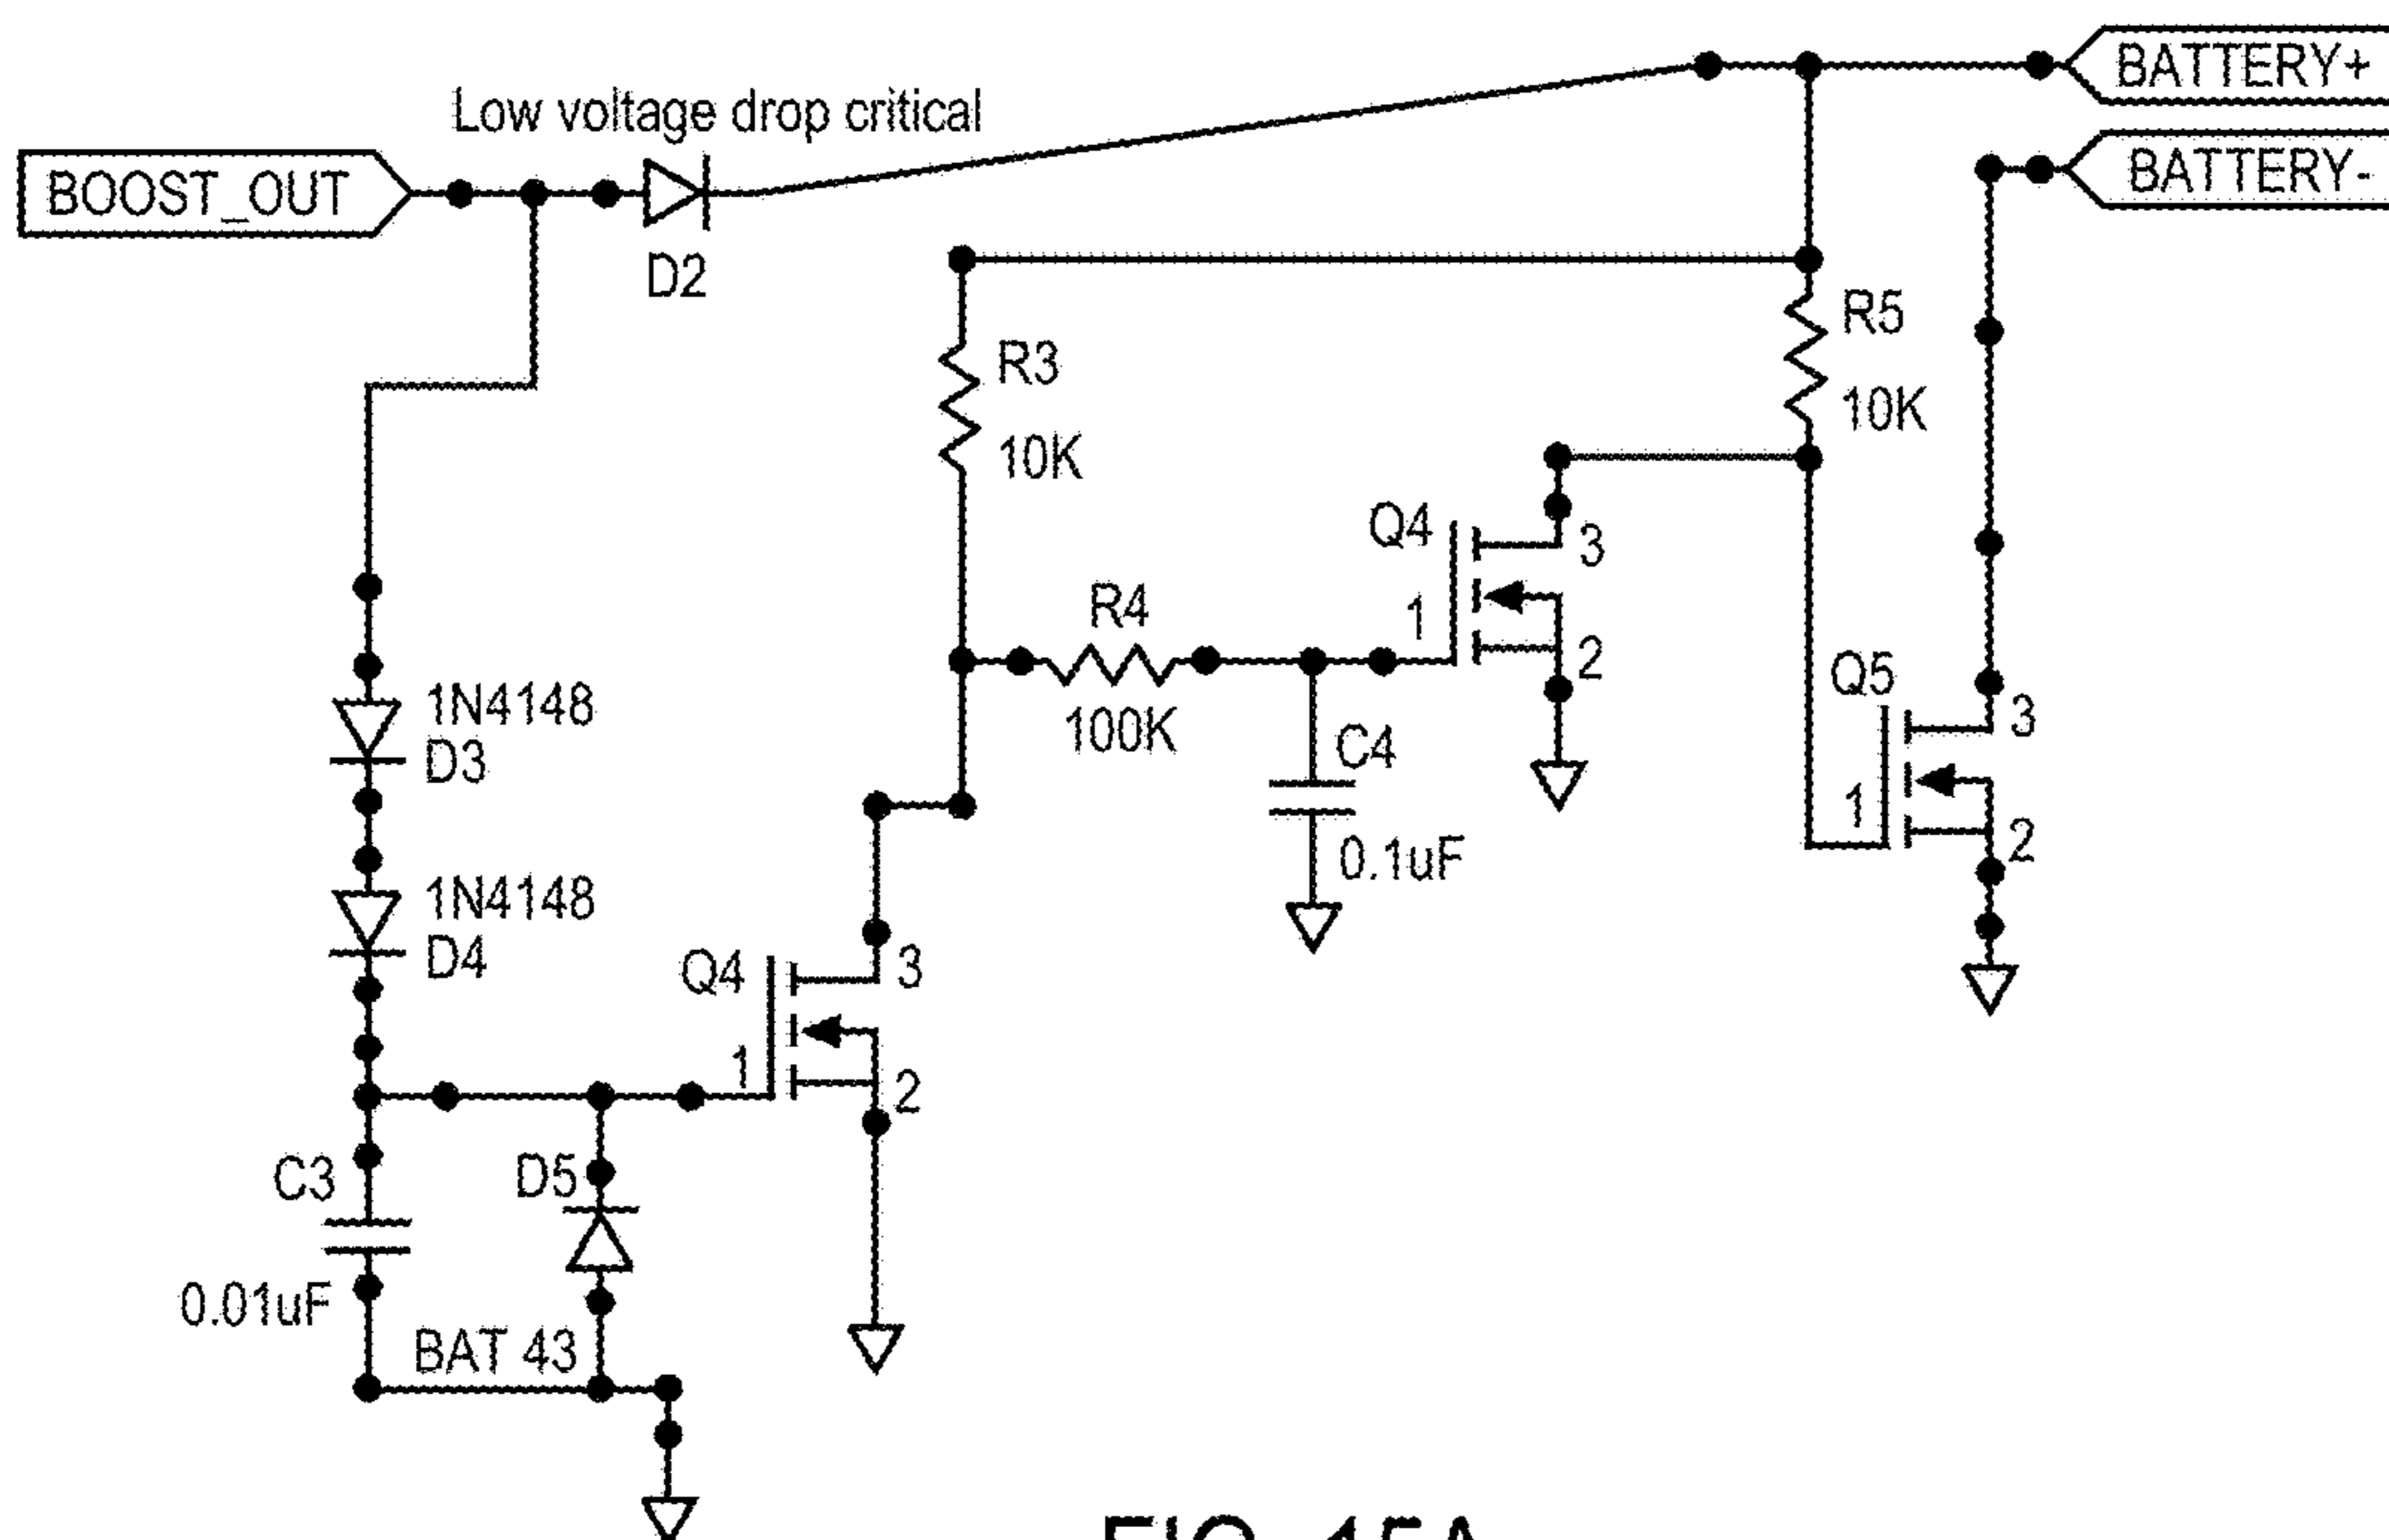 BATTERY+
Low voltage drop critical
BATTERY-
BOOST_OUT
D2
R5
10K
R3
10K
Q4
3
1
2
R4
100K
Q5
3
1
2
1N4148
D3
C4
0.1uF
1N4148
D4
Q4
3
1
2
C3
D5
0.01uF
BAT 43
FIG. 15A